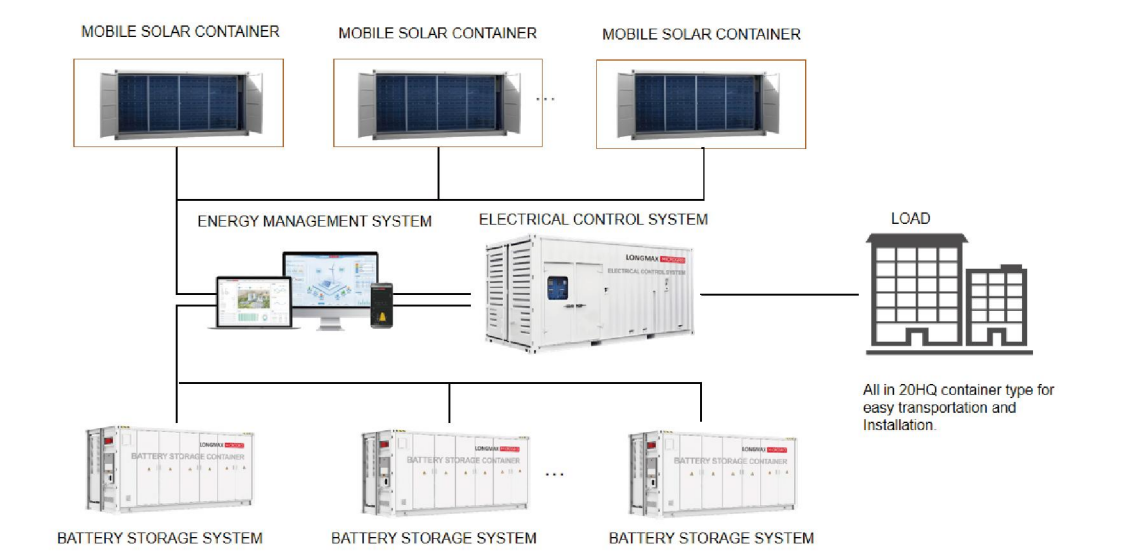 MOBILE SOLAR CONTAINER
MOBILE SOLAR CONTAINER
MOBILE SOLAR CONTAINER
...
ENERGY MANAGEMENT SYSTEM
ELECTRICAL CONTROL SYSTEM
LOAD
LONGMAX
ELECTRICAL CONTROL SYSTEM
All in 20HQ container type for
easy transportation and
Installation.
LONGMAX
BATTERY STORAGE CONTAINER
LONGMAX
BATTERY STORAGE CONTAINER
...
LONGMAX
BATTERY STORAGE CONTAINER
BATTERY STORAGE SYSTEM
BATTERY STORAGE SYSTEM
BATTERY STORAGE SYSTEM